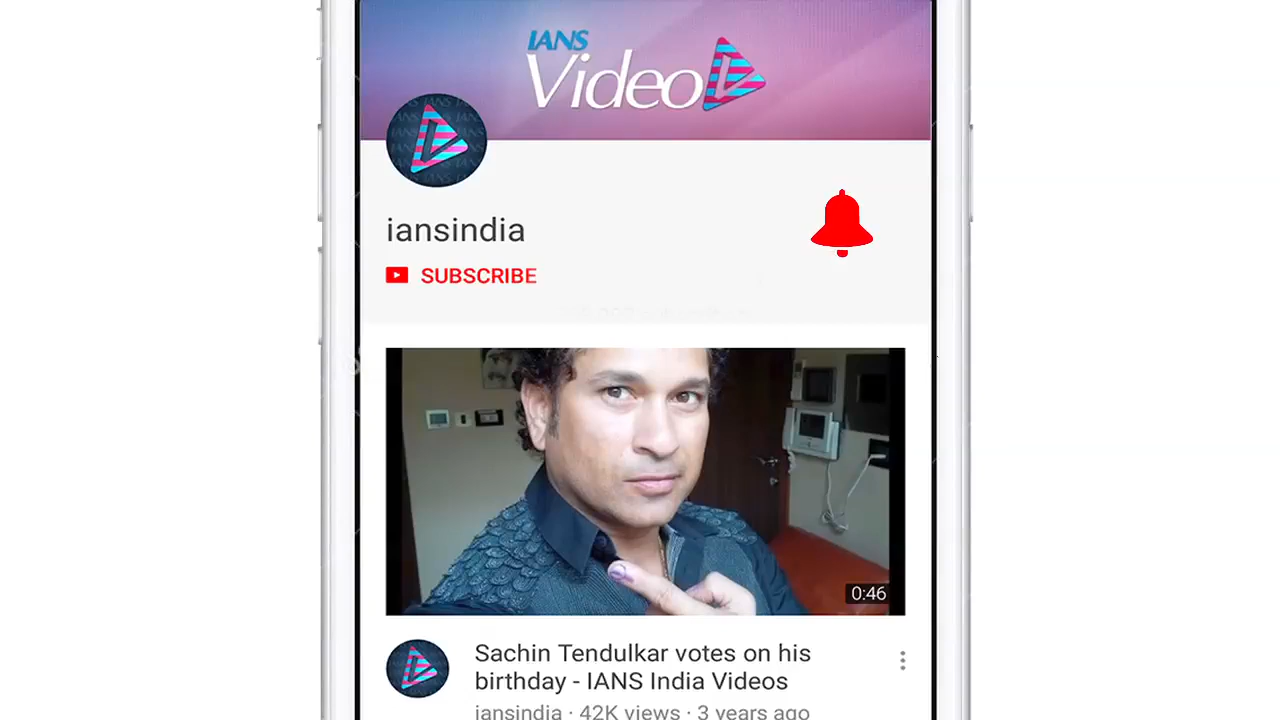 IANS
Video
iansindia
SUBSCRIBE
0:46
Sachin Tendulkar votes on his
birthday - IANS India Videos
iansindia · 42K views · 3 years ago